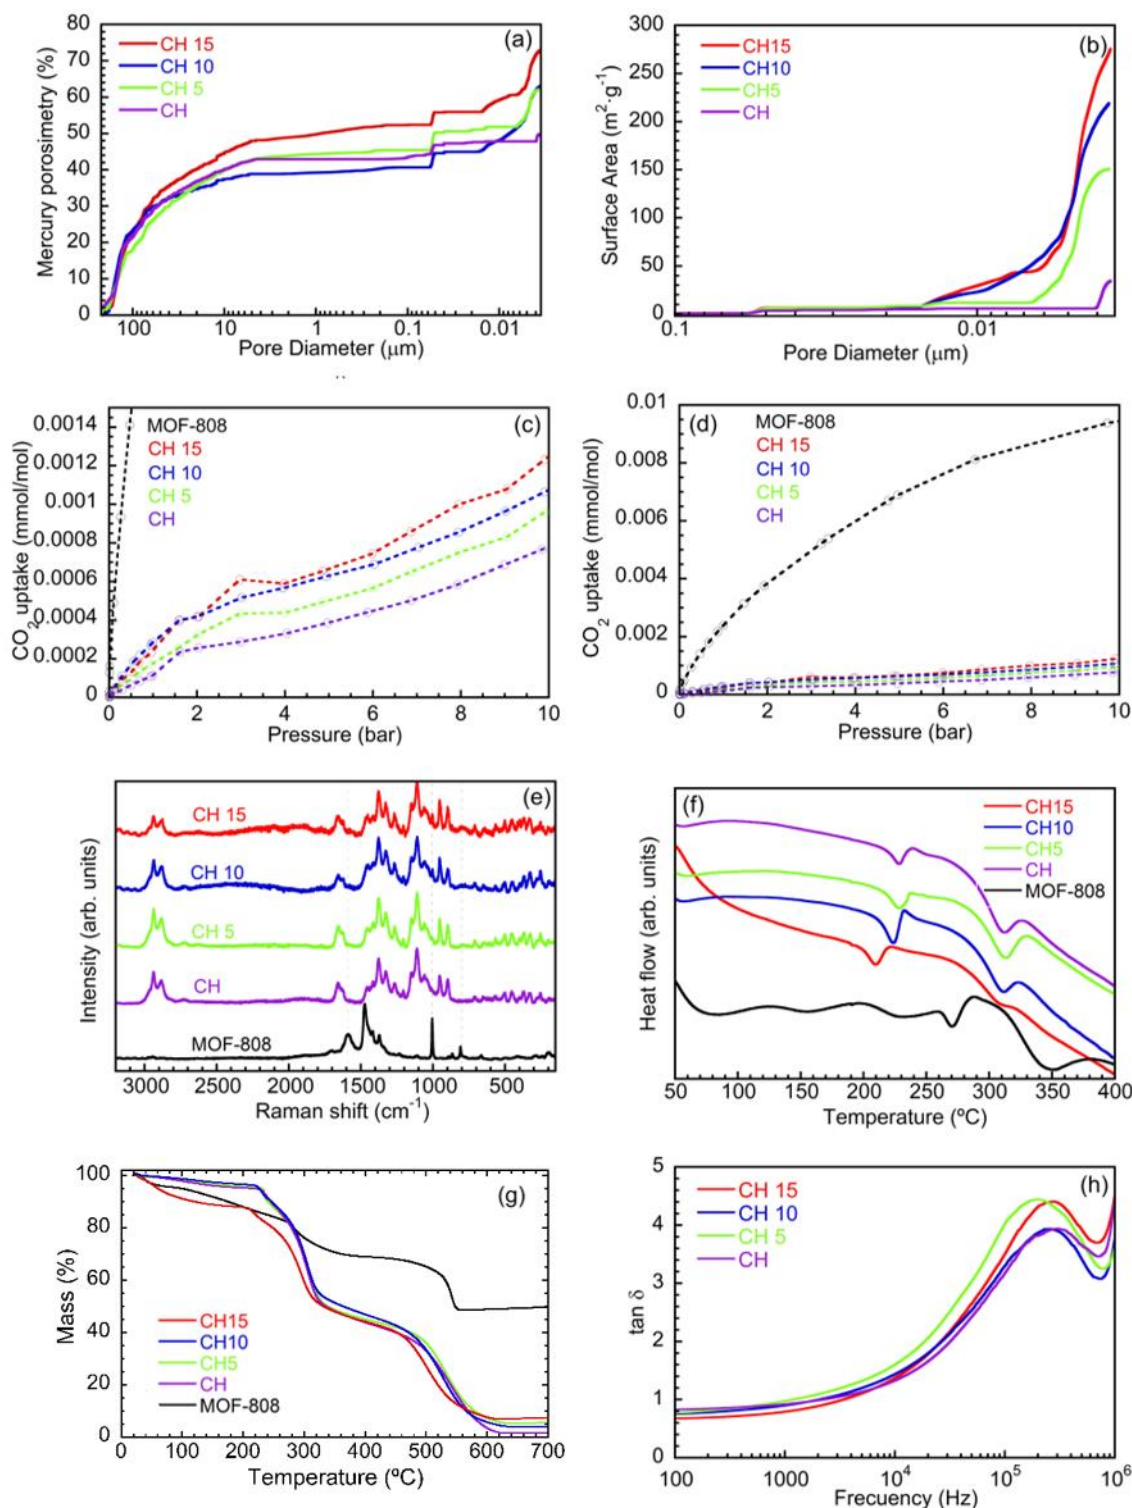 (a)
CH 15
CH 10
CH 5
CH
Mercury porosimetry (%)
80
70
60
50
40
30
20
10
0
100 10 1 0.1 0.01
Pore Diameter (μm)
(b)
CH15
CH10
CH5
CH
Surface Area (m²·g⁻¹)
300
250
200
150
100
50
0
0.1 0.01
Pore Diameter (μm)
(c)
MOF-808
CH 15
CH 10
CH 5
CH
CO₂ uptake (mmol/mol)
0.0014
0.0012
0.001
0.0008
0.0006
0.0004
0.0002
0
0 2 4 6 8 10
Pressure (bar)
(d)
MOF-808
CH 15
CH 10
CH 5
CH
CO₂ uptake (mmol/mol)
0.01
0.008
0.006
0.004
0.002
0
0 2 4 6 8 10
Pressure (bar)
(e)
CH 15
CH 10
CH 5
CH
MOF-808
Intensity (arb. units)
3000 2500 2000 1500 1000 500
Raman shift (cm⁻¹)
(f)
CH15
CH10
CH5
CH
MOF-808
Heat flow (arb. units)
50 100 150 200 250 300 350 400
Temperature (ºC)
(g)
CH15
CH10
CH5
CH
MOF-808
Mass (%)
100
80
60
40
20
0
0 100 200 300 400 500 600 700
Temperature (ºC)
(h)
CH 15
CH 10
CH 5
CH
tan δ
5
4
3
2
1
0
100 1000 10⁴ 10⁵ 10⁶
Frecuency (Hz)